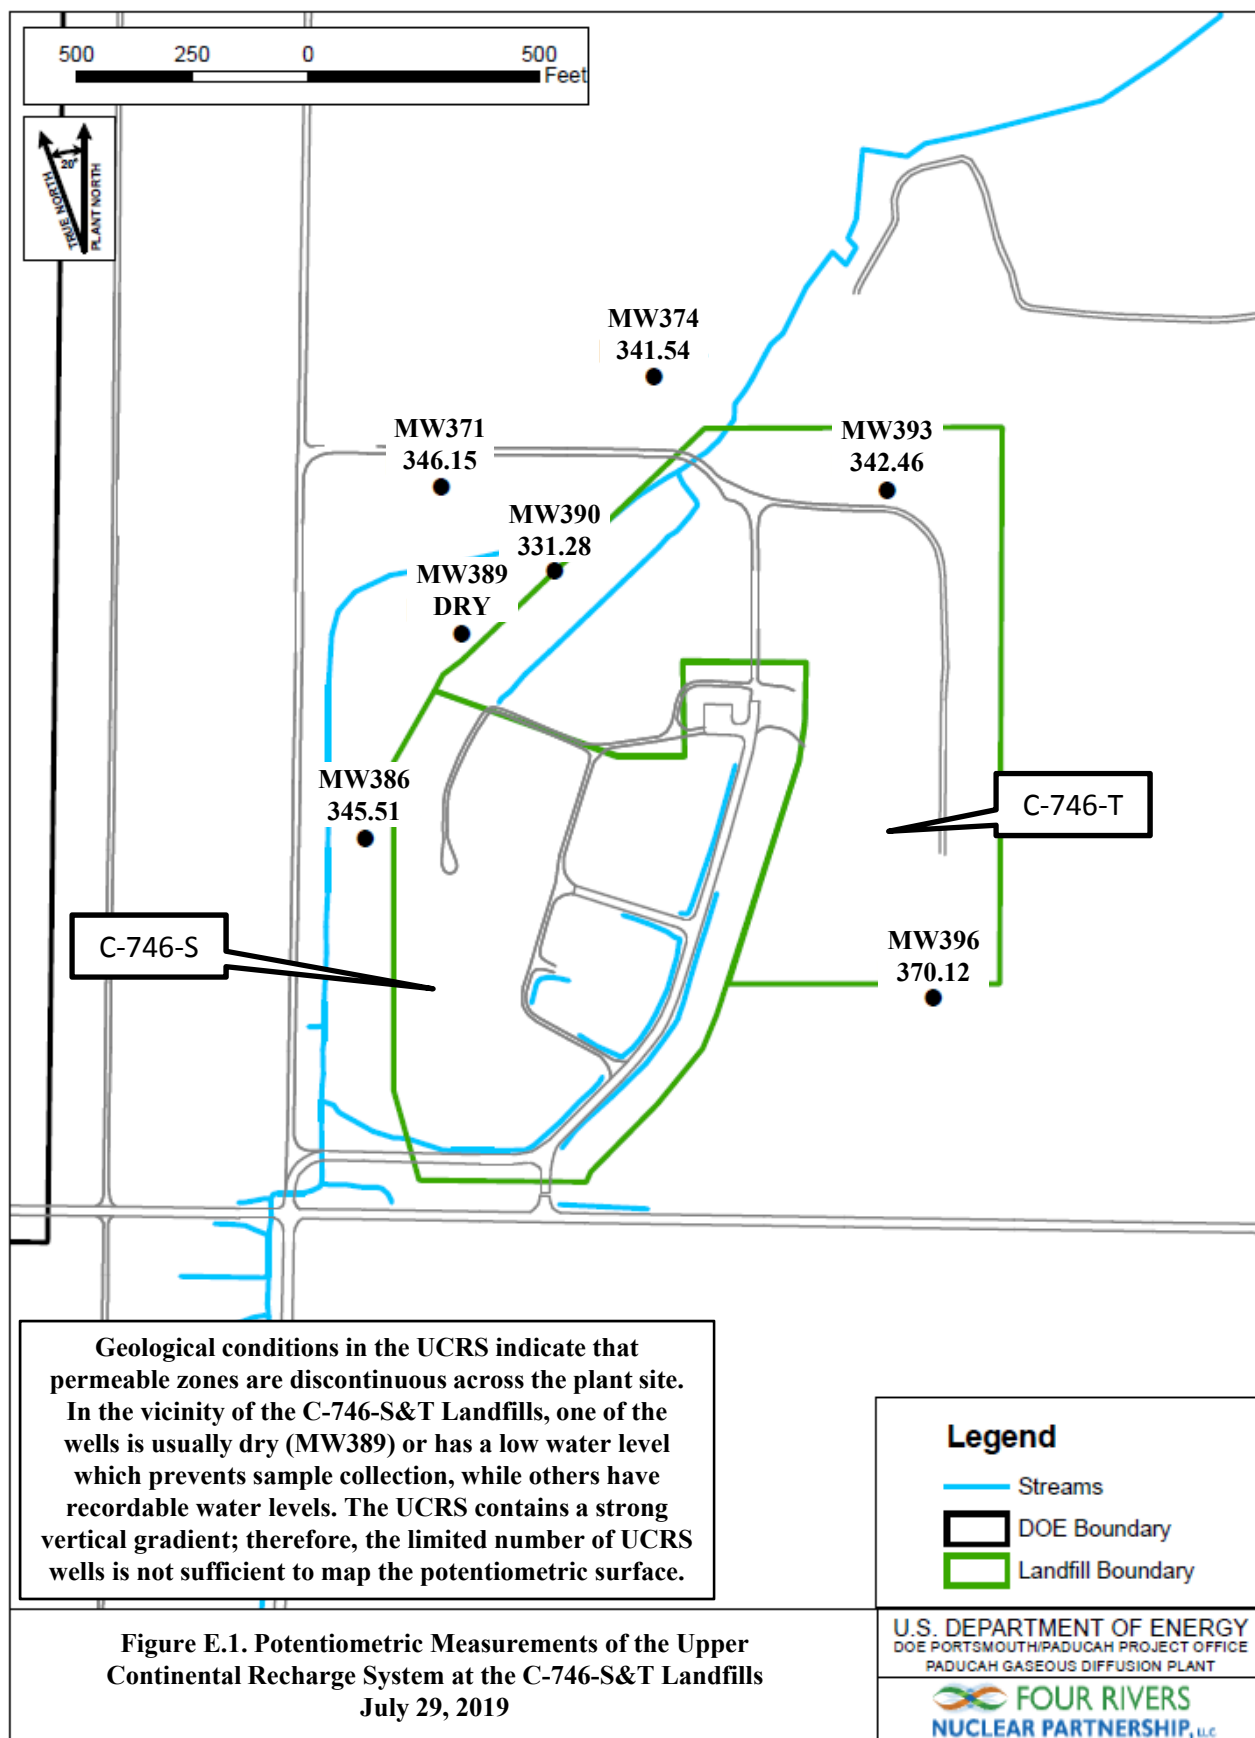 500 250 0 500
Feet
20°
TRUE NORTH
PLANT NORTH
MW374
341.54
MW371
346.15
MW393
342.46
MW390
331.28
MW389
DRY
MW386
345.51
C-746-T
C-746-S
MW396
370.12
Geological conditions in the UCRS indicate that
permeable zones are discontinuous across the plant site.
In the vicinity of the C-746-S&T Landfills, one of the
wells is usually dry (MW389) or has a low water level
which prevents sample collection, while others have
recordable water levels. The UCRS contains a strong
vertical gradient; therefore, the limited number of UCRS
wells is not sufficient to map the potentiometric surface.
Legend
Streams
DOE Boundary
Landfill Boundary
Figure E.1. Potentiometric Measurements of the Upper
Continental Recharge System at the C-746-S&T Landfills
July 29, 2019
U.S. DEPARTMENT OF ENERGY
DOE PORTSMOUTH/PADUCAH PROJECT OFFICE
PADUCAH GASEOUS DIFFUSION PLANT
FOUR RIVERS
NUCLEAR PARTNERSHIP, LLC